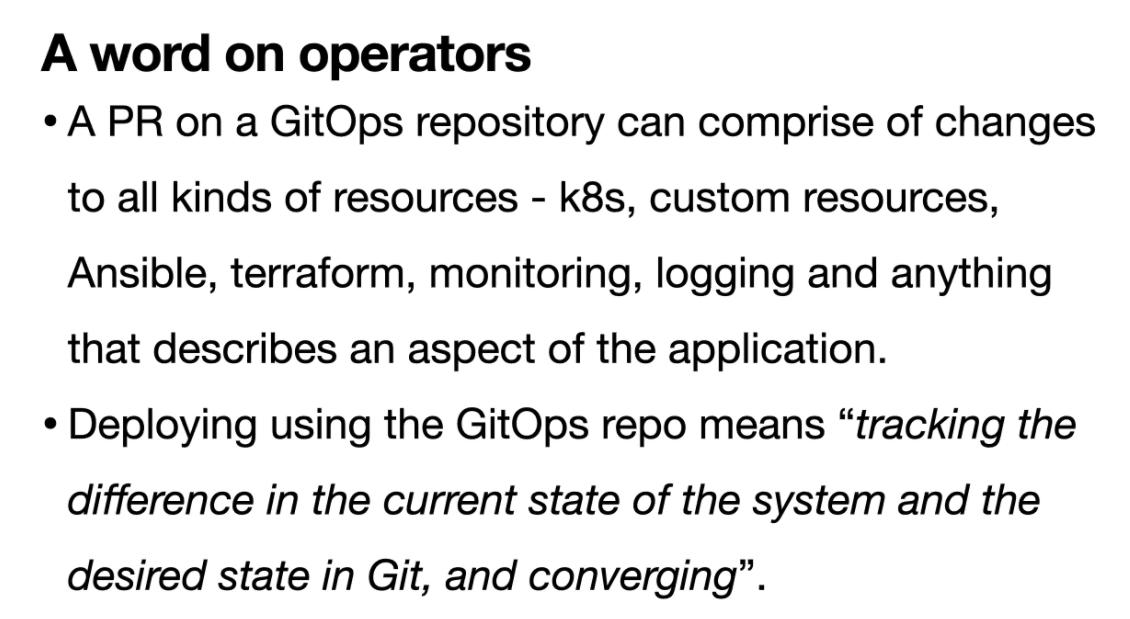 A word on operators
• A PR on a GitOps repository can comprise of changes
to all kinds of resources - k8s, custom resources,
Ansible, terraform, monitoring, logging and anything
that describes an aspect of the application.
• Deploying using the GitOps repo means “tracking the
difference in the current state of the system and the
desired state in Git, and converging”.